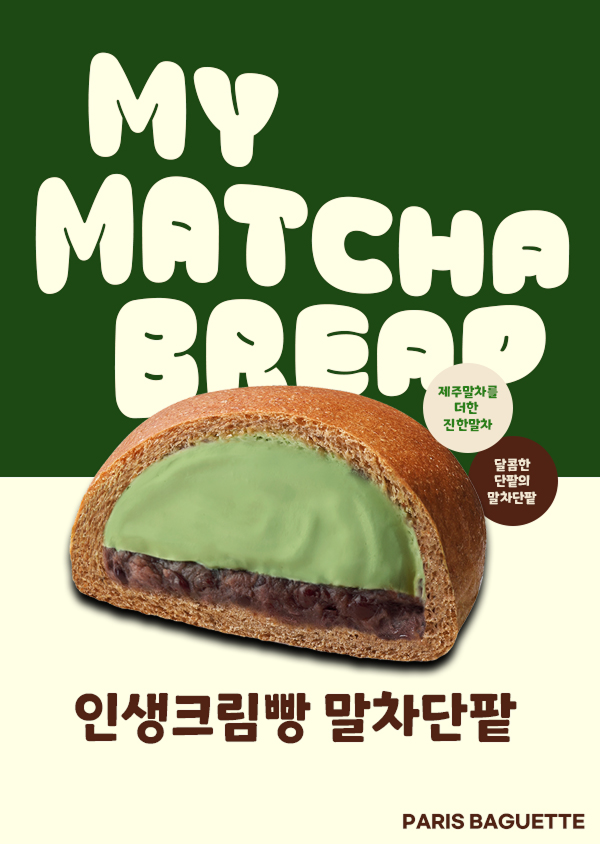 MY
MATCHA
BREAD
제주말차를
더한
진한말차
달콤한
단팥의
말차단팥
인생크림빵 말차단팥
PARIS BAGUETTE